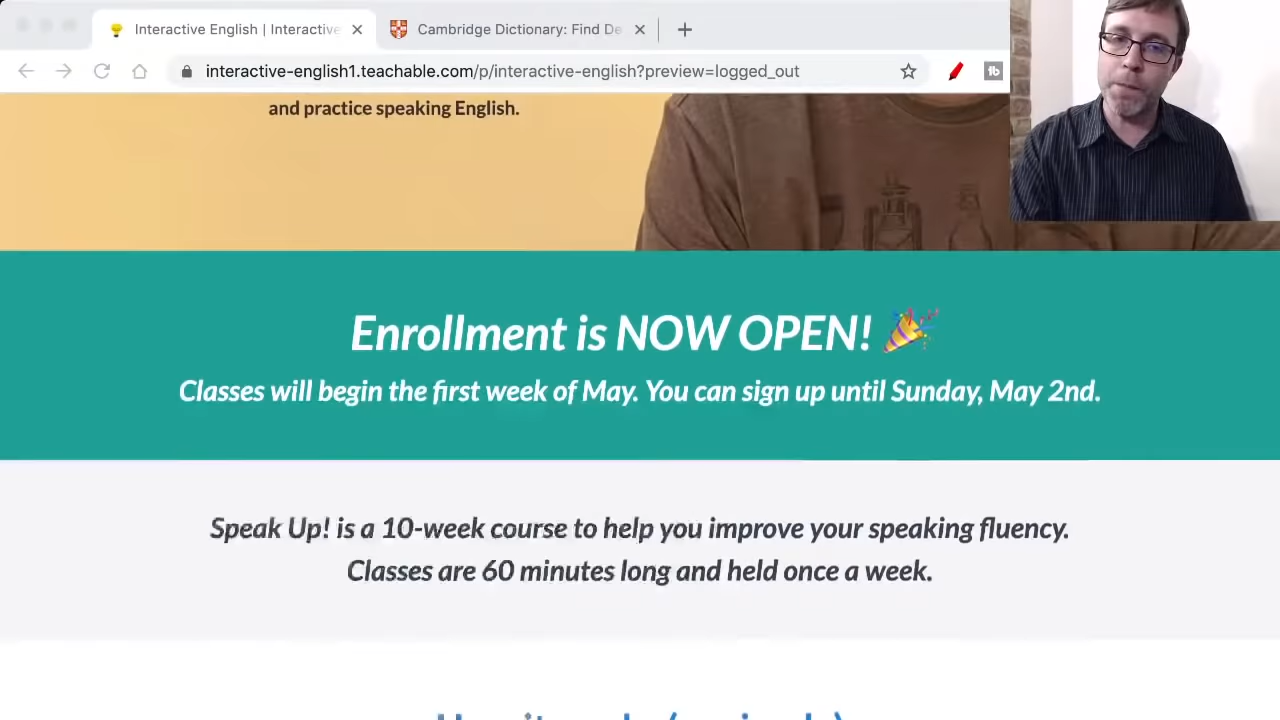 Interactive English | Interactive
Cambridge Dictionary: Find De
interactive-english1.teachable.com/p/interactive-english?preview=logged_out
tb
and practice speaking English.
Enrollment is NOW OPEN! 🎉
Classes will begin the first week of May. You can sign up until Sunday, May 2nd.
Speak Up! is a 10-week course to help you improve your speaking fluency.
Classes are 60 minutes long and held once a week.